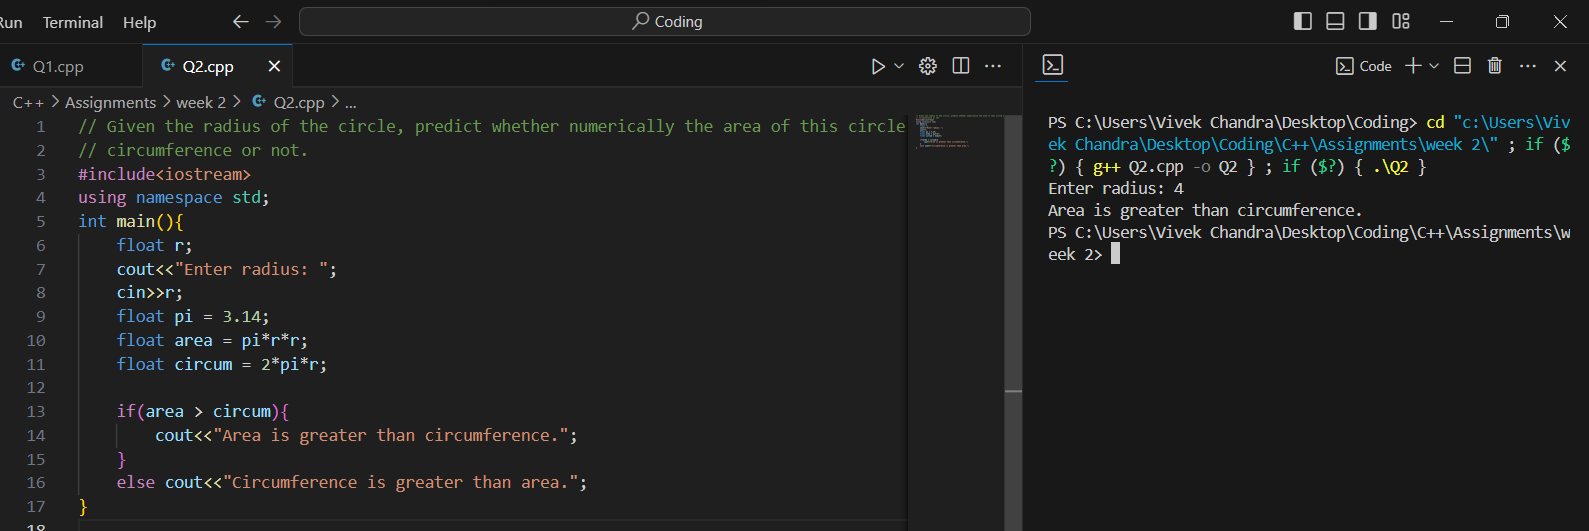 Run Terminal Help
Coding
Q1.cpp
Q2.cpp
Code
C++ > Assignments > week 2 > Q2.cpp > ...
1 // Given the radius of the circle, predict whether numerically the area of this circle
2 // circumference or not.
3 #include<iostream>
4 using namespace std;
5 int main(){
6 float r;
7 cout<<"Enter radius: ";
8 cin>>r;
9 float pi = 3.14;
10 float area = pi*r*r;
11 float circum = 2*pi*r;
12
13 if(area > circum){
14 cout<<"Area is greater than circumference.";
15 }
16 else cout<<"Circumference is greater than area.";
17 }
18
PS C:\Users\Vivek Chandra\Desktop\Coding> cd "c:\Users\Viv
ek Chandra\Desktop\Coding\C++\Assignments\week 2\" ; if ($
?) { g++ Q2.cpp -o Q2 } ; if ($?) { .\Q2 }
Enter radius: 4
Area is greater than circumference.
PS C:\Users\Vivek Chandra\Desktop\Coding\C++\Assignments\w
eek 2>